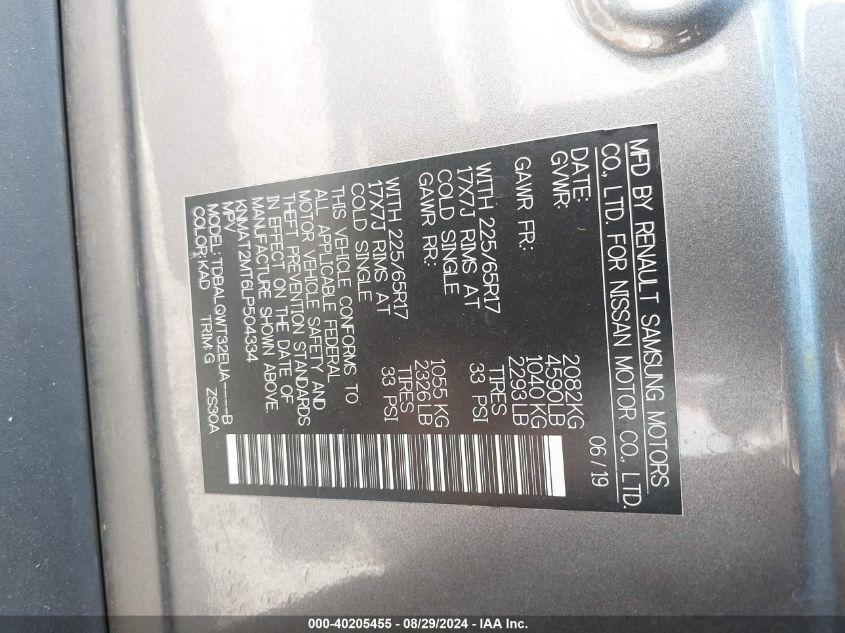 MFD BY RENAULT SAMSUNG MOTORS
CO., LTD. FOR NISSAN MOTOR CO., LTD.
DATE: 06/19
GVWR: 2082KG
4590LB
GAWR FR: 1040 KG
2293LB
WITH 225/65R17 TIRES
17X7J RIMS AT 33 PSI
COLD SINGLE
GAWR RR: 1055 KG
2326LB
WITH 225/65R17 TIRES
17X7J RIMS AT 33 PSI
COLD SINGLE
THIS VEHICLE CONFORMS TO
ALL APPLICABLE FEDERAL
MOTOR VEHICLE SAFETY AND
THEFT PREVENTION STANDARDS
IN EFFECT ON THE DATE OF
MANUFACTURE SHOWN ABOVE
KNMAT2MT6LP504334
MPV
MODEL: TDBALQWT32EUA----B
COLOR: KAD TRIM: G ZS30A
000-40205455 - 08/29/2024 - IAA Inc.